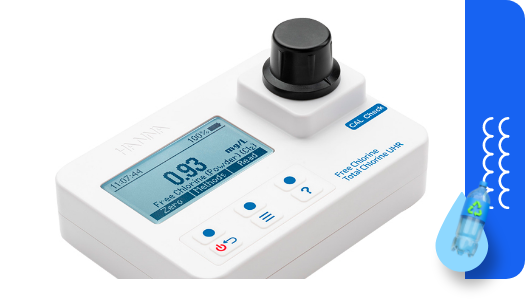 HANNA
100%
11:07:44
0.93 mg/L
Free Chlorine (Powder) (Cl₂)
Zero Methods Read
CAL Check
Free Chlorine
Total Chlorine UHR
?